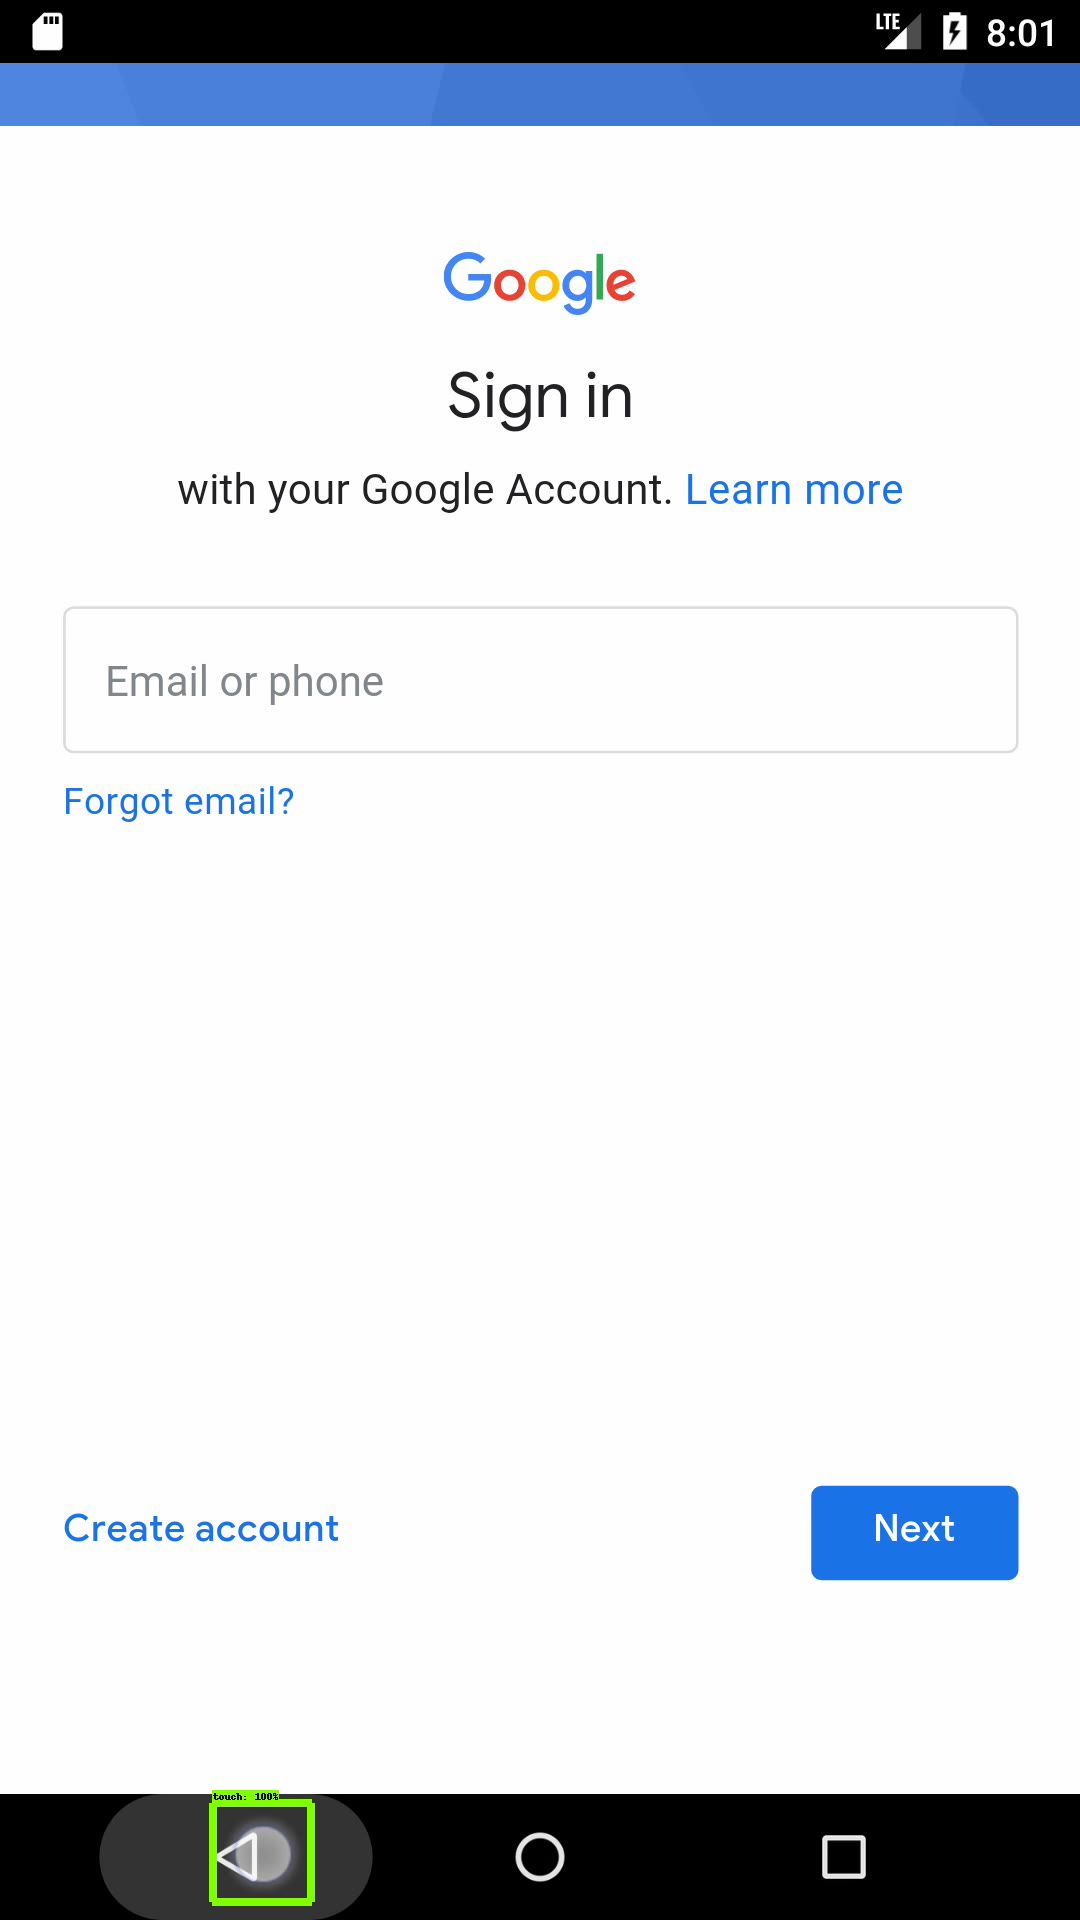 LTE 8:01
Google
Sign in
with your Google Account. Learn more
Email or phone
Forgot email?
Create account
Next
touch: 100%